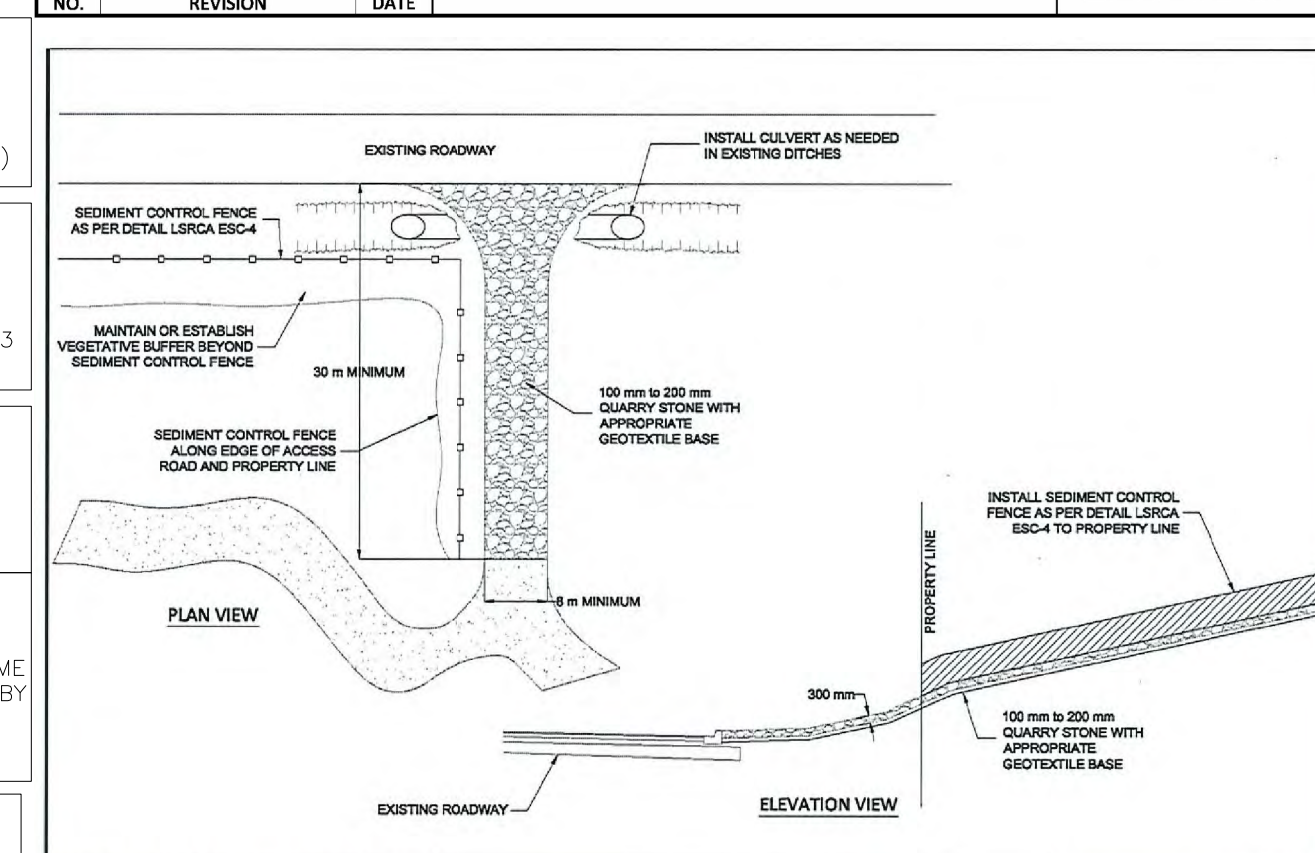 NO. REVISION DATE
)
3
ME
BY
EXISTING ROADWAY
INSTALL CULVERT AS NEEDED
IN EXISTING DITCHES
SEDIMENT CONTROL FENCE
AS PER DETAIL LSRCA ESC-4
MAINTAIN OR ESTABLISH
VEGETATIVE BUFFER BEYOND
SEDIMENT CONTROL FENCE
30 m MINIMUM
100 mm to 200 mm
QUARRY STONE WITH
APPROPRIATE
GEOTEXTILE BASE
SEDIMENT CONTROL FENCE
ALONG EDGE OF ACCESS
ROAD AND PROPERTY LINE
8 m MINIMUM
PLAN VIEW
INSTALL SEDIMENT CONTROL
FENCE AS PER DETAIL LSRCA
ESC-4 TO PROPERTY LINE
PROPERTY LINE
300 mm
100 mm to 200 mm
QUARRY STONE WITH
APPROPRIATE
GEOTEXTILE BASE
EXISTING ROADWAY
ELEVATION VIEW